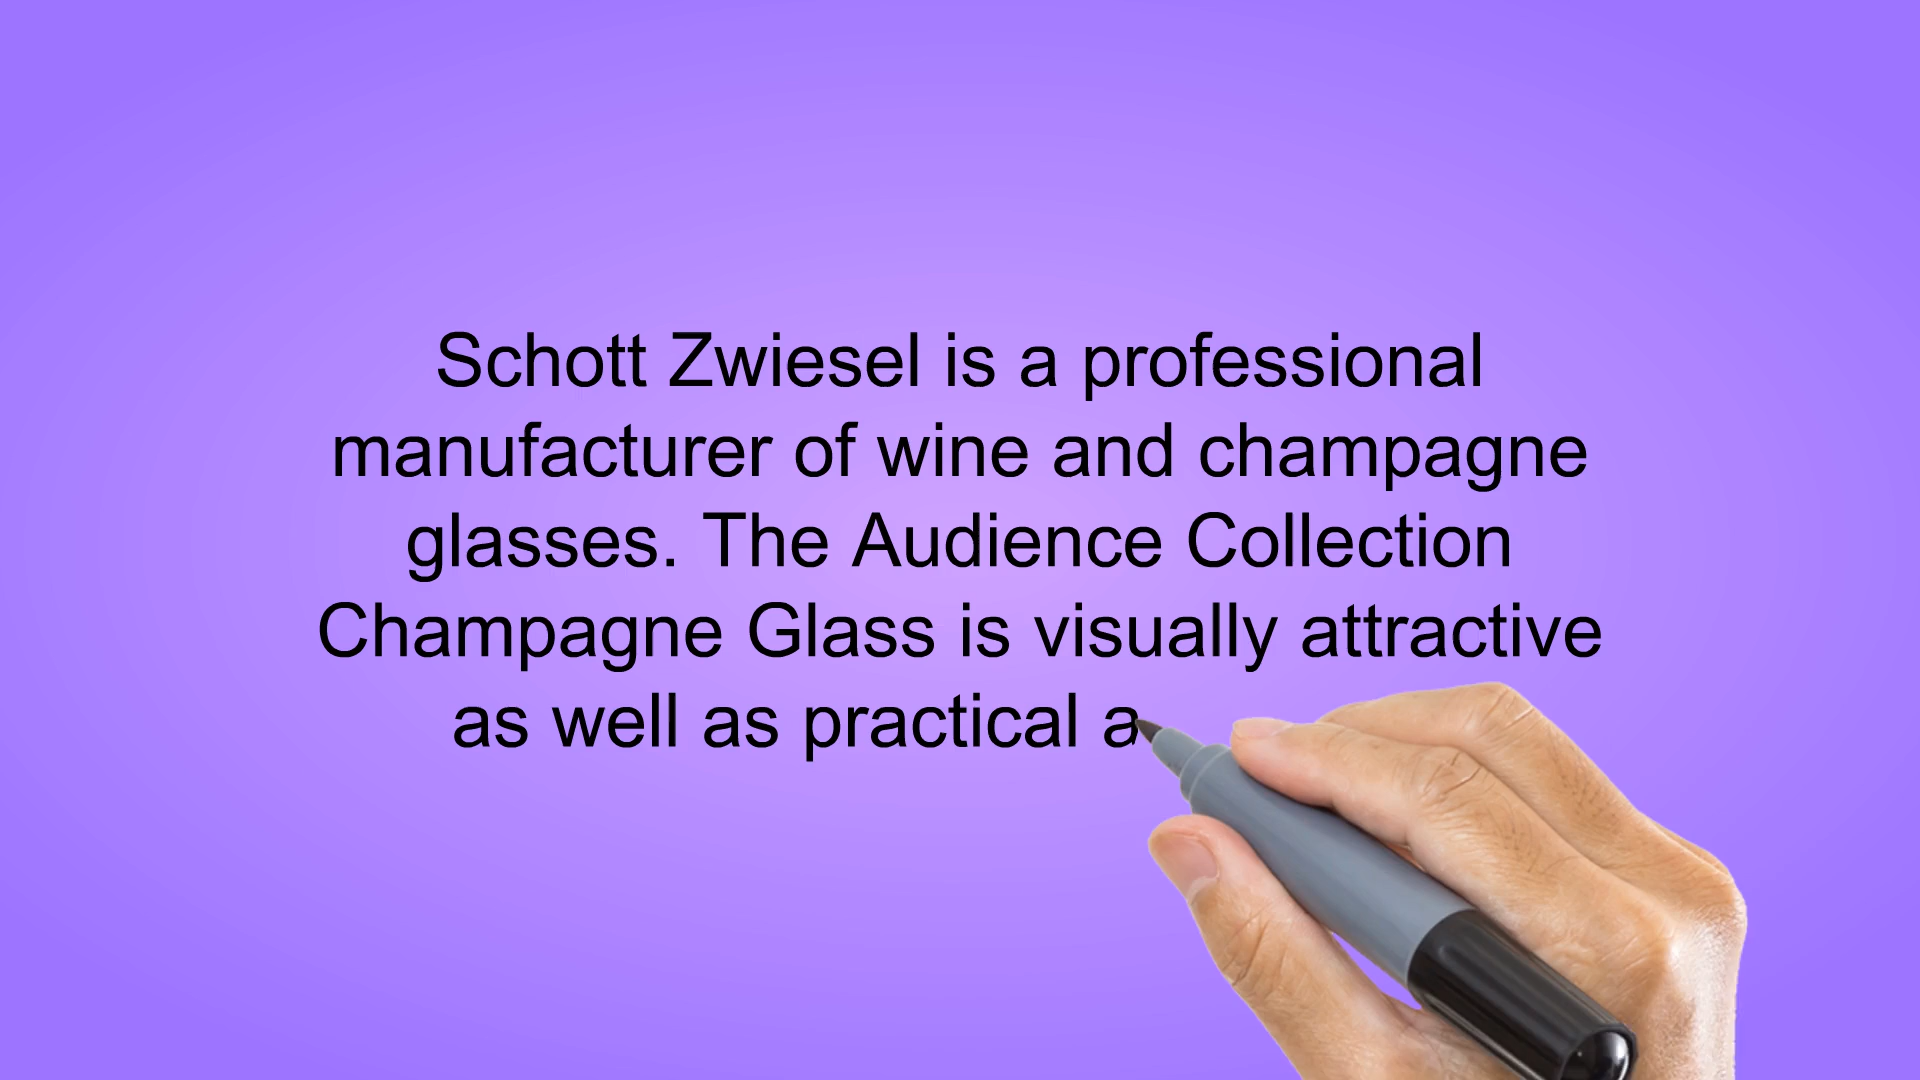 Schott Zwiesel is a professional
manufacturer of wine and champagne
glasses. The Audience Collection
Champagne Glass is visually attractive
as well as practical a